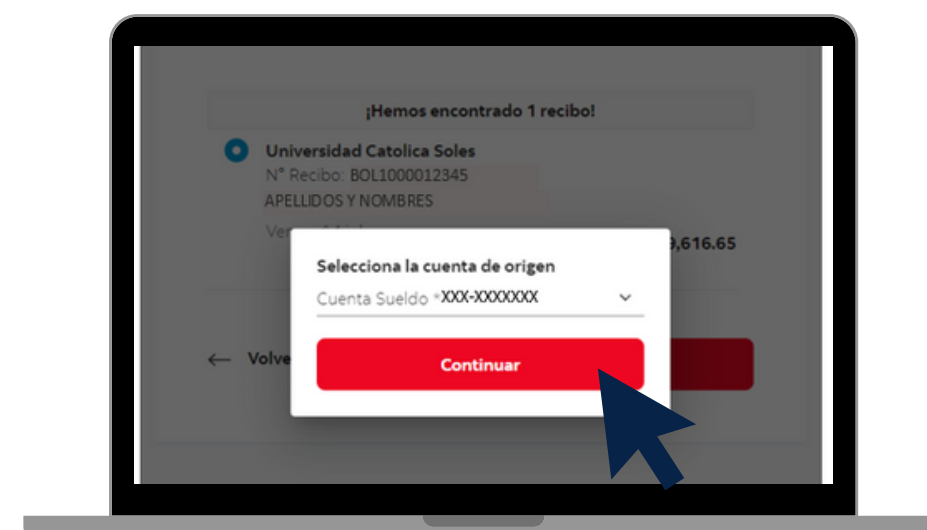 ¡Hemos encontrado 1 recibo!
Universidad Catolica Soles
N° Recibo: BOL1000012345
APELLIDOS Y NOMBRES
9,616.65
Selecciona la cuenta de origen
Cuenta Sueldo *XXX-XXXXXXX
← Volve
Continuar